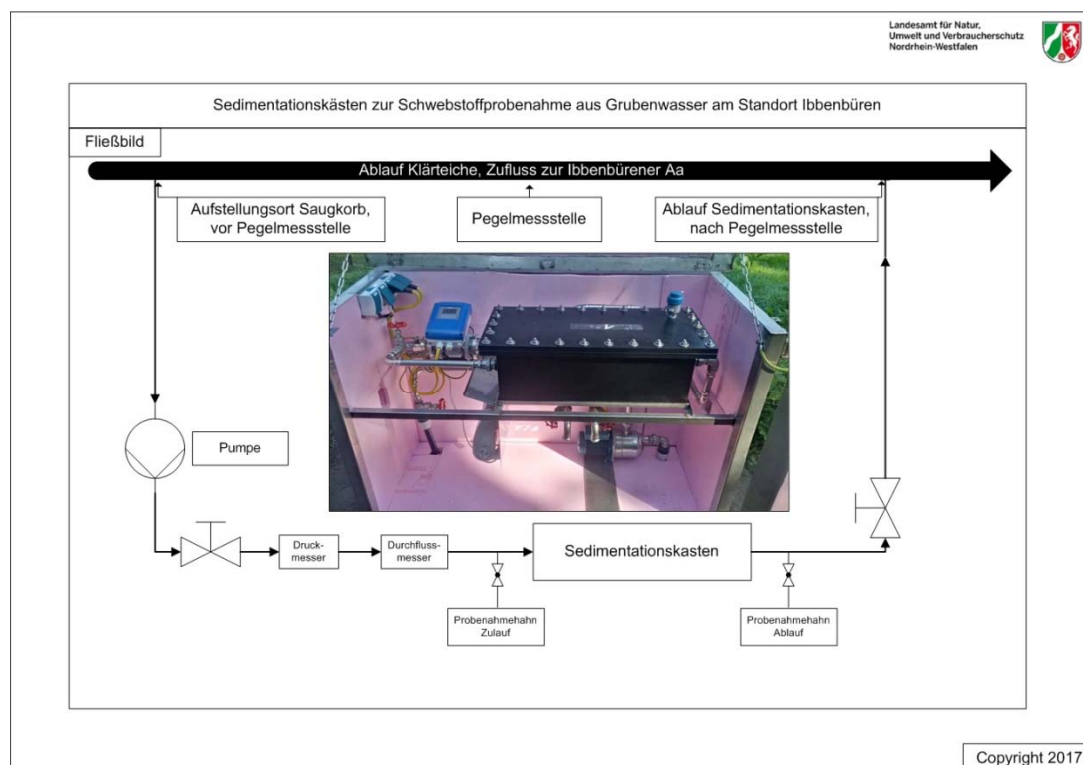 Landesamt für Natur,
Umwelt und Verbraucherschutz
Nordrhein-Westfalen
Sedimentationskästen zur Schwebstoffprobenahme aus Grubenwasser am Standort Ibbenbüren
Fließbild
Ablauf Klärteiche, Zufluss zur Ibbenbürener Aa
Aufstellungsort Saugkorb,
vor Pegelmessstelle
Pegelmessstelle
Ablauf Sedimentationskasten,
nach Pegelmessstelle
Pumpe
Druck-
messer
Durchfluss-
messer
Sedimentationskasten
Probenahmehahn
Zulauf
Probenahmehahn
Ablauf
Copyright 2017